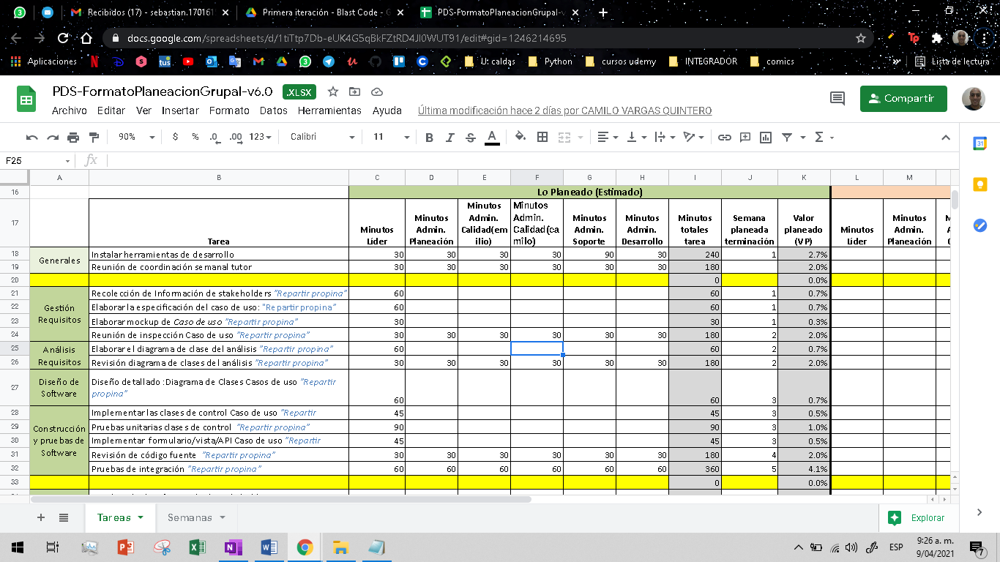 Recibidos (17) - sebastian.170161
Primera iteración - Blast Code - G
PDS-FormatoPlaneacionGrupal-v
docs.google.com/spreadsheets/d/1tiTtp7Db-eUK4G5qBkFZtRD4Jl0WUT91/edit#gid=1246214695
Aplicaciones
U: caldas
Python
cursos udemy
INTEGRADOR
comics
Lista de lectura
PDS-FormatoPlaneacionGrupal-v6.0 .XLSX
Compartir
Archivo Editar Ver Insertar Formato Datos Herramientas Ayuda Última modificación hace 2 días por CAMILO VARGAS QUINTERO
90% $ % .0 .00 123 Calibri 11 B I S A
F25 fx
A B C D E F G H I J K L M
16 Lo Planeado (Estimado)
17 Tarea Minutos Líder Minutos Admin. Planeación Minutos Admin. Calidad(emilio) Minutos Admin. Calidad(camilo) Minutos Admin. Soporte Minutos Admin. Desarrollo Minutos totales tarea Semana planeada terminación Valor planeado (VP) Minutos Líder Minutos Admin. Planeación
Generales
18 Instalar herramientas de desarrollo 30 30 30 30 90 30 240 1 2.7%
19 Reunión de coordinación semanal tutor 30 30 30 30 30 30 180 2.0%
20 0 0.0%
Gestión Requisitos
21 Recolección de Información de stakeholders "Repartir propina" 60 60 1 0.7%
22 Elaborar la especificación del caso de uso: "Repartir propina" 60 60 1 0.7%
23 Elaborar mockup de Caso de uso "Repartir propina" 30 30 1 0.3%
24 Reunión de inspección Caso de uso "Repartir propina" 30 30 30 30 30 30 180 2 2.0%
Análisis Requisitos
25 Elaborar el diagrama de clase del análisis "Repartir propina" 60 60 2 0.7%
26 Revisión diagrama de clases del análisis "Repartir propina" 30 30 30 30 30 30 180 2 2.0%
Diseño de Software
27 Diseño detallado :Diagrama de Clases Casos de uso "Repartir propina" 60 60 3 0.7%
Construcción y pruebas de Software
28 Implementar las clases de control Caso de uso "Repartir 45 45 3 0.5%
29 Pruebas unitarias clases de control "Repartir propina" 90 90 3 1.0%
30 Implementar formulario/vista/API Caso de uso "Repartir 45 45 3 0.5%
31 Revisión de código fuente "Repartir propina" 30 30 30 30 30 30 180 4 2.0%
32 Pruebas de integración "Repartir propina" 60 60 60 60 60 60 360 5 4.1%
33 0 0.0%
Tareas Semanas Explorar
ESP 9:26 a. m.
9/04/2021
7